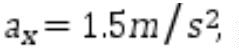 aₓ = 1.5m/s²,